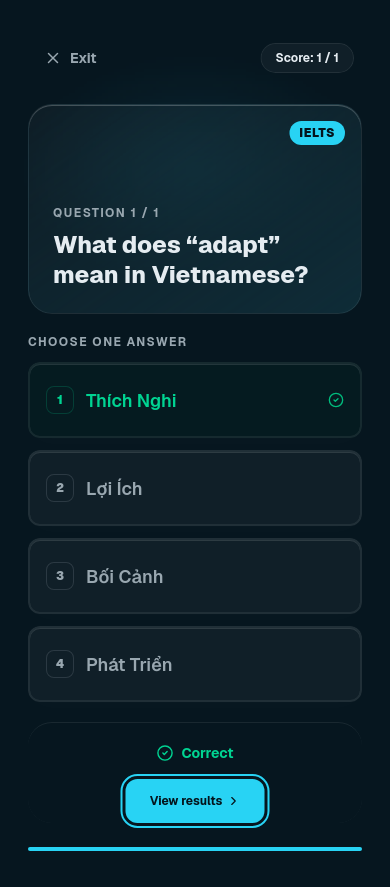 Exit
Score: 1 / 1
IELTS
QUESTION 1 / 1
What does “adapt”
mean in Vietnamese?
CHOOSE ONE ANSWER
1 Thích Nghi
2 Lợi Ích
3 Bối Cảnh
4 Phát Triển
Correct
View results